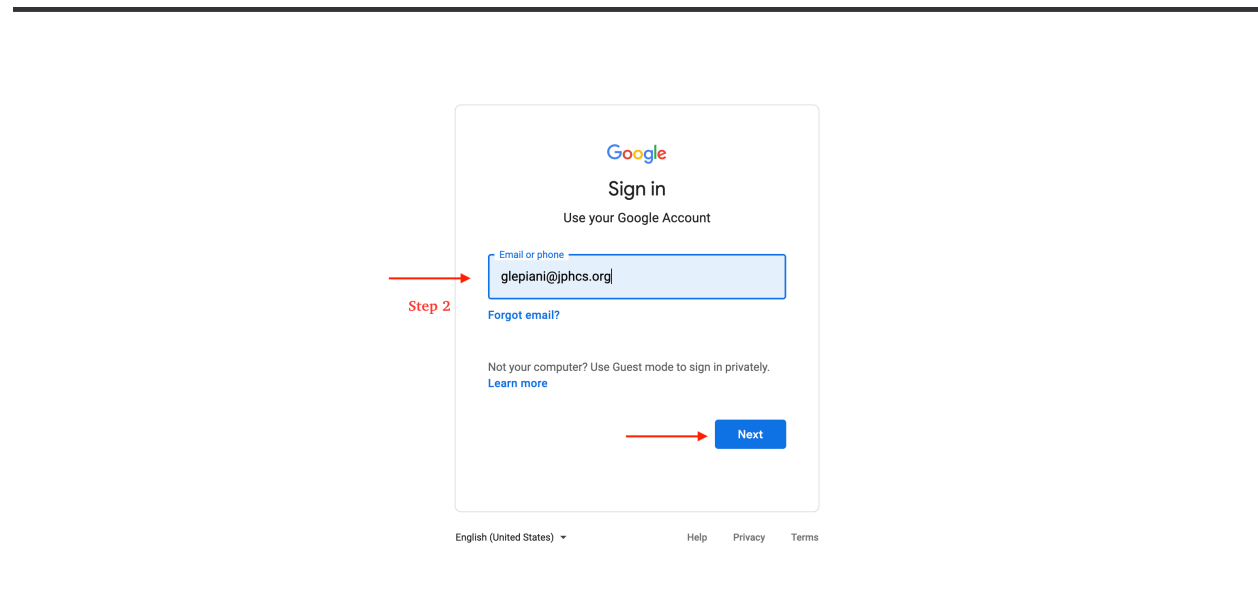 Google
Sign in
Use your Google Account
Email or phone
glepiani@jphcs.org
Step 2
Forgot email?
Not your computer? Use Guest mode to sign in privately.
Learn more
Next
English (United States)
Help
Privacy
Terms